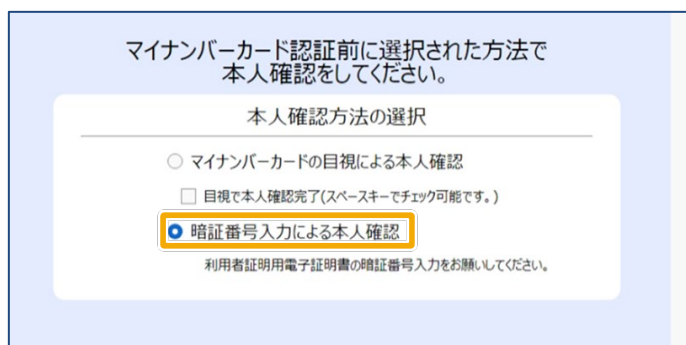 マイナンバーカード認証前に選択された方法で
本人確認をしてください。
本人確認方法の選択
マイナンバーカードの目視による本人確認
目視で本人確認完了(スペースキーでチェック可能です。)
暗証番号入力による本人確認
利用者証明用電子証明書の暗証番号入力をお願いしてください。